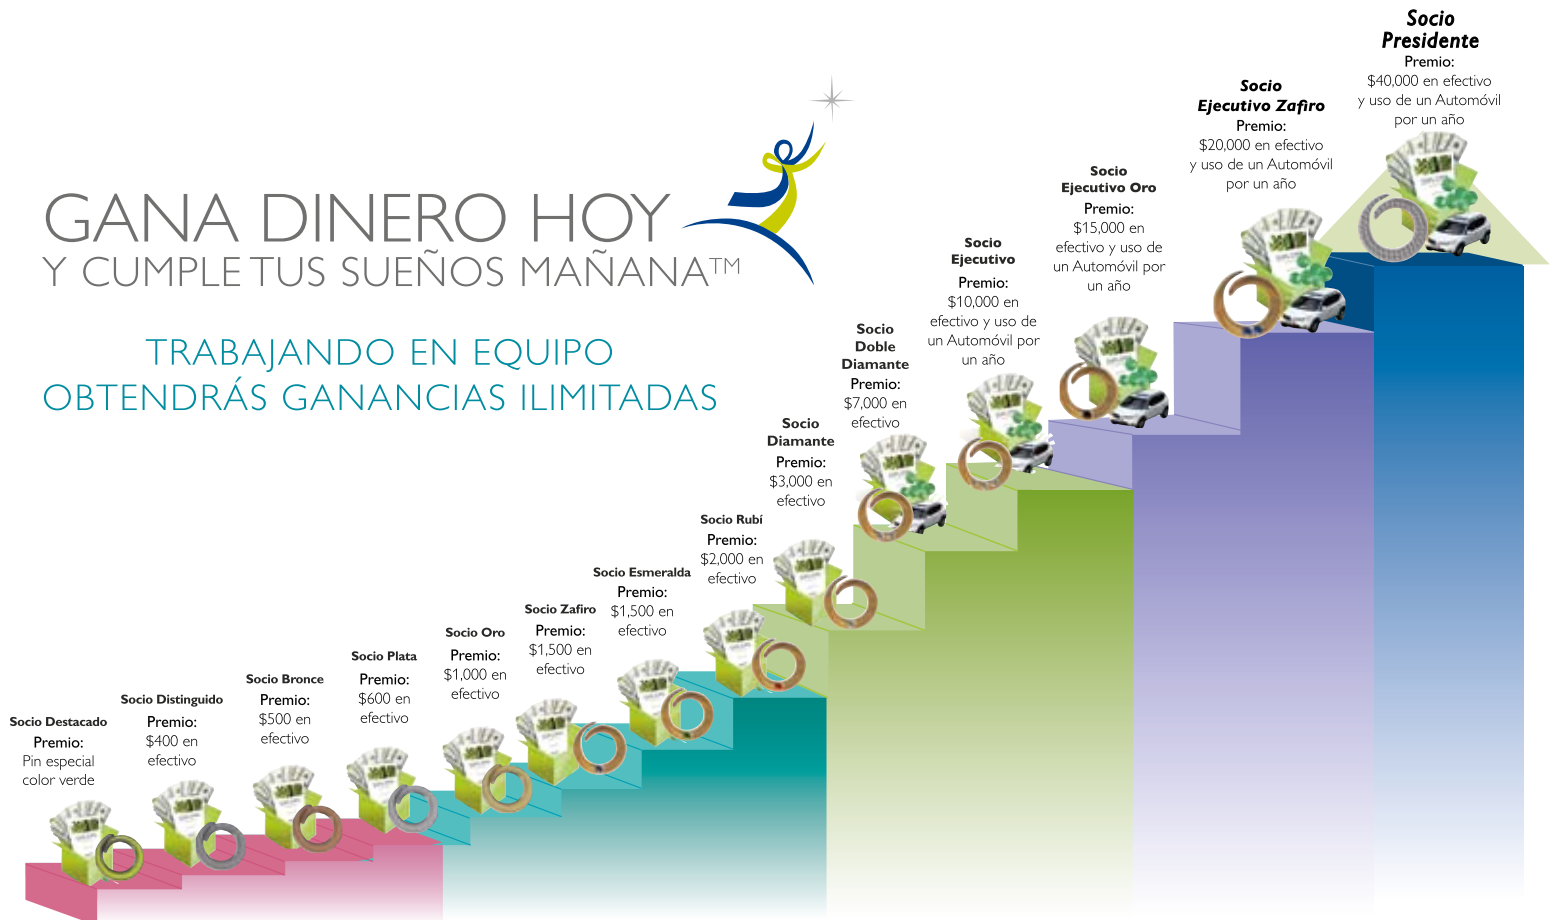 GANA DINERO HOY
Y CUMPLE TUS SUEÑOS MAÑANA™
TRABAJANDO EN EQUIPO
OBTENDRÁS GANANCIAS ILIMITADAS
Socio Destacado
Premio:
Pin especial
color verde
Socio Distinguido
Premio:
$400 en
efectivo
Socio Bronce
Premio:
$500 en
efectivo
Socio Plata
Premio:
$600 en
efectivo
Socio Oro
Premio:
$1,000 en
efectivo
Socio Zafiro
Premio:
$1,500 en
efectivo
Socio Esmeralda
Premio:
$1,500 en
efectivo
Socio Rubí
Premio:
$2,000 en
efectivo
Socio
Diamante
Premio:
$3,000 en
efectivo
Socio
Doble
Diamante
Premio:
$7,000 en
efectivo
Socio
Ejecutivo
Premio:
$10,000 en
efectivo y uso de
un Automóvil por
un año
Socio
Ejecutivo Oro
Premio:
$15,000 en
efectivo y uso de
un Automóvil por
un año
Socio
Ejecutivo Zafiro
Premio:
$20,000 en efectivo
y uso de un Automóvil
por un año
Socio
Presidente
Premio:
$40,000 en efectivo
y uso de un Automóvil
por un año